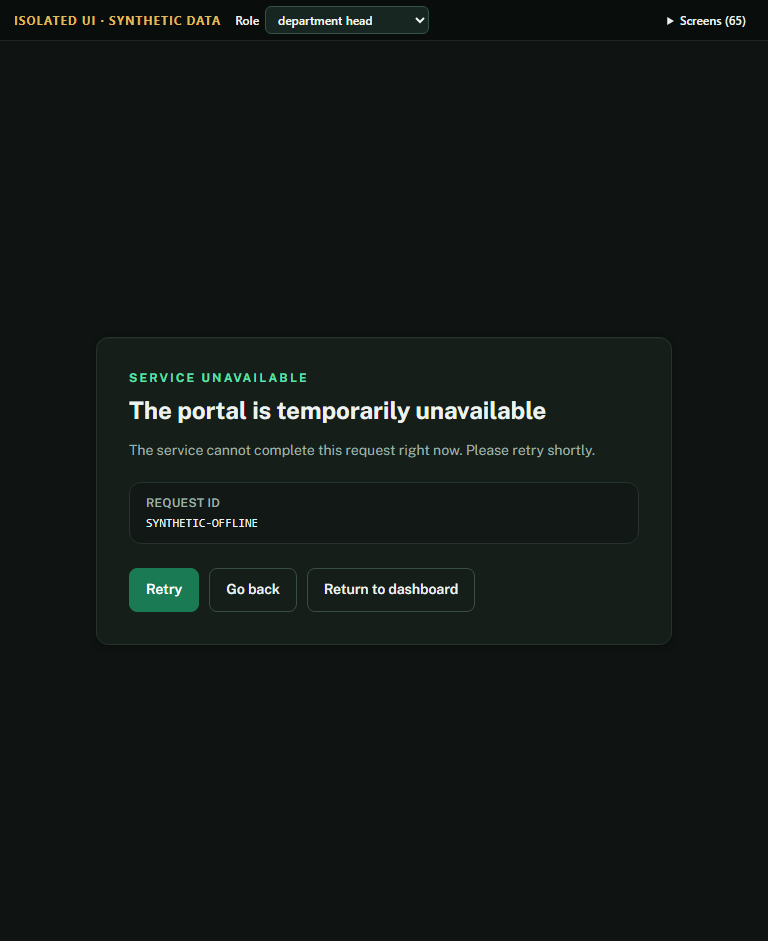 ISOLATED UI · SYNTHETIC DATA Role department head Screens (65)
SERVICE UNAVAILABLE
The portal is temporarily unavailable
The service cannot complete this request right now. Please retry shortly.
REQUEST ID
SYNTHETIC-OFFLINE
Retry Go back Return to dashboard